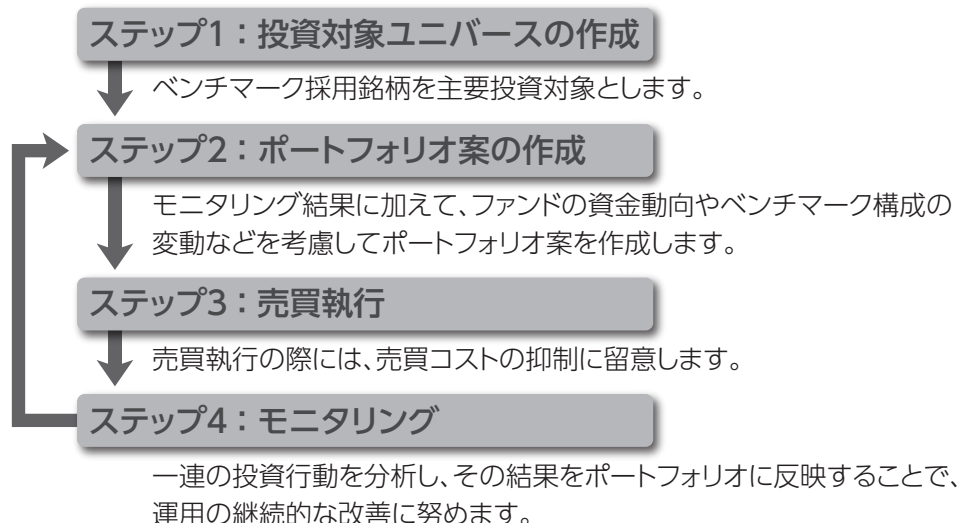 ステップ1：投資対象ユニバースの作成
ベンチマーク採用銘柄を主要投資対象とします。
ステップ2：ポートフォリオ案の作成
モニタリング結果に加えて、ファンドの資金動向やベンチマーク構成の
変動などを考慮してポートフォリオ案を作成します。
ステップ3：売買執行
売買執行の際には、売買コストの抑制に留意します。
ステップ4：モニタリング
一連の投資行動を分析し、その結果をポートフォリオに反映することで、
運用の継続的な改善に努めます。